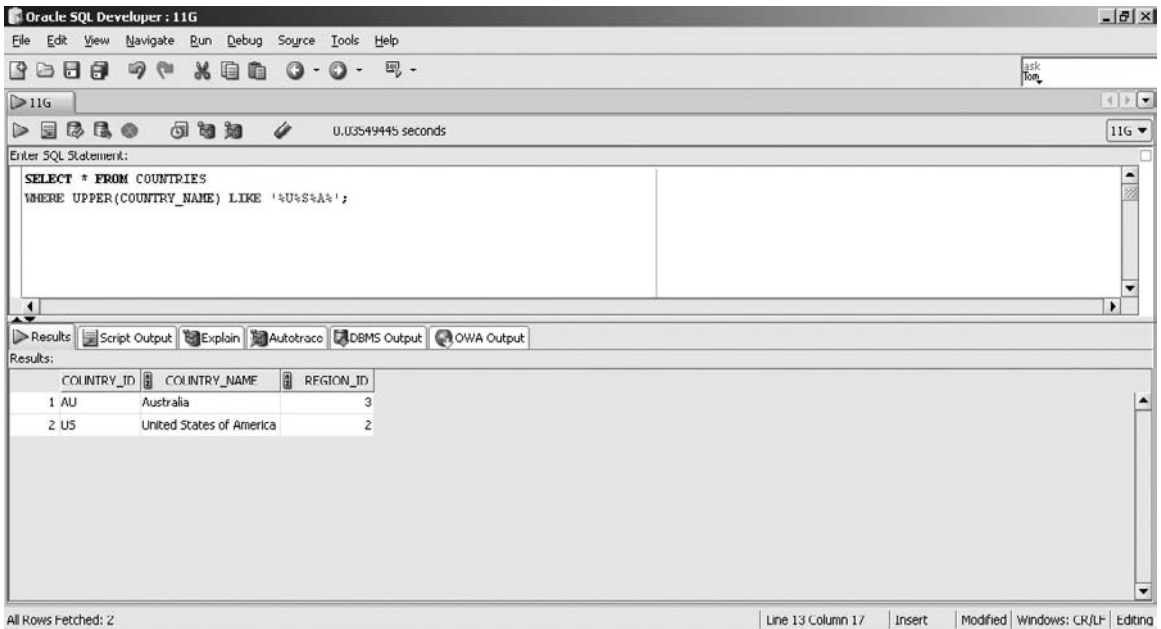 Oracle SQL Developer : 11G
File Edit View Navigate Run Debug Source Tools Help
ask Tom
11G
0.03549445 seconds
11G
Enter SQL Statement:
SELECT * FROM COUNTRIES
WHERE UPPER(COUNTRY_NAME) LIKE '%U%S%A%';
Results Script Output Explain Autotrace DBMS Output OWA Output
Results:
COUNTRY_ID COUNTRY_NAME REGION_ID
1 AU Australia 3
2 US United States of America 2
All Rows Fetched: 2 Line 13 Column 17 Insert Modified Windows: CR/LF Editing